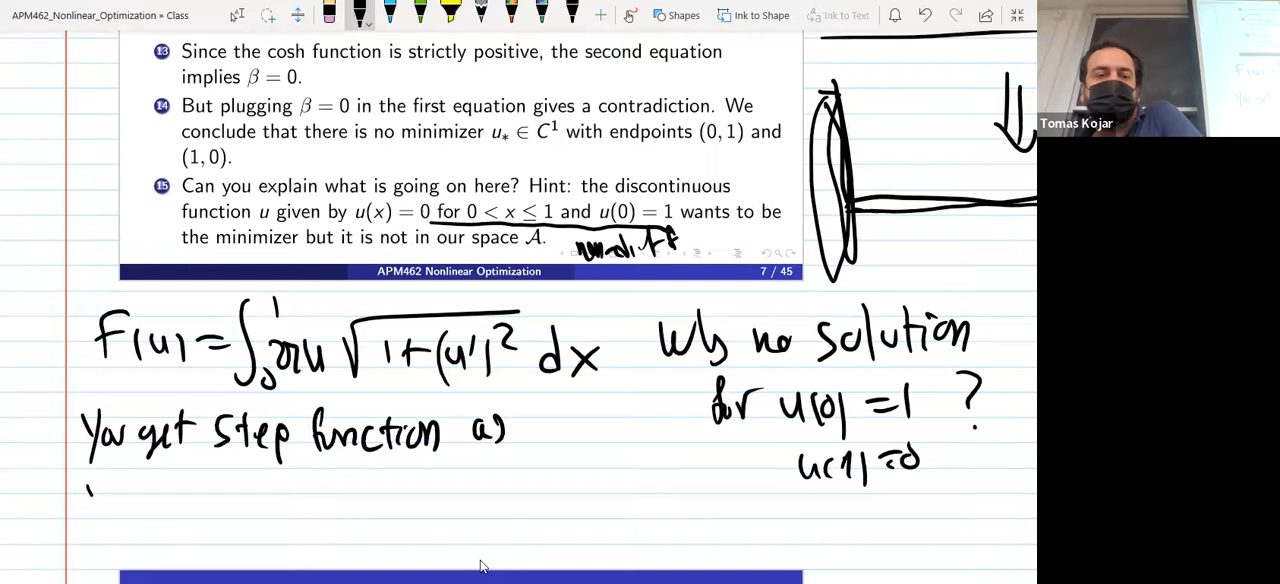 APM462_Nonlinear_Optimization » Class
Shapes
Ink to Shape
Ink to Text
13 Since the cosh function is strictly positive, the second equation
implies β = 0.
14 But plugging β = 0 in the first equation gives a contradiction. We
conclude that there is no minimizer u∗ ∈ C¹ with endpoints (0, 1) and
(1, 0).
15 Can you explain what is going on here? Hint: the discontinuous
function u given by u(x) = 0 for 0 < x ≤ 1 and u(0) = 1 wants to be
the minimizer but it is not in our space A.
APM462 Nonlinear Optimization
7 / 45
Tomas Kojar
F(u) = ∫₀¹ 2πu √(1+(u')²) dx
Why no solution
for u(0) = 1 ?
u(1) = 0
You get step function as